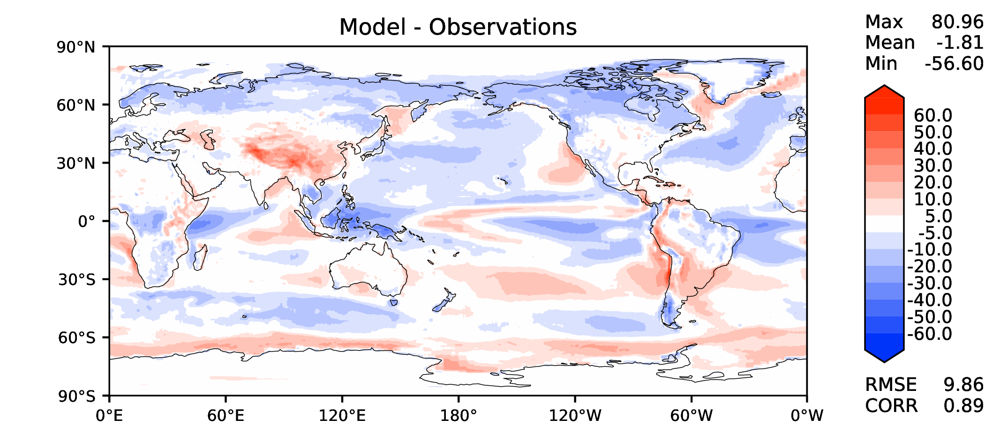 Model - Observations
Max 80.96
Mean -1.81
Min -56.60
90°N
60°N
30°N
0°
30°S
60°S
90°S
0°E 60°E 120°E 180° 120°W 60°W 0°W
60.0
50.0
40.0
30.0
20.0
10.0
5.0
-5.0
-10.0
-20.0
-30.0
-40.0
-50.0
-60.0
RMSE 9.86
CORR 0.89